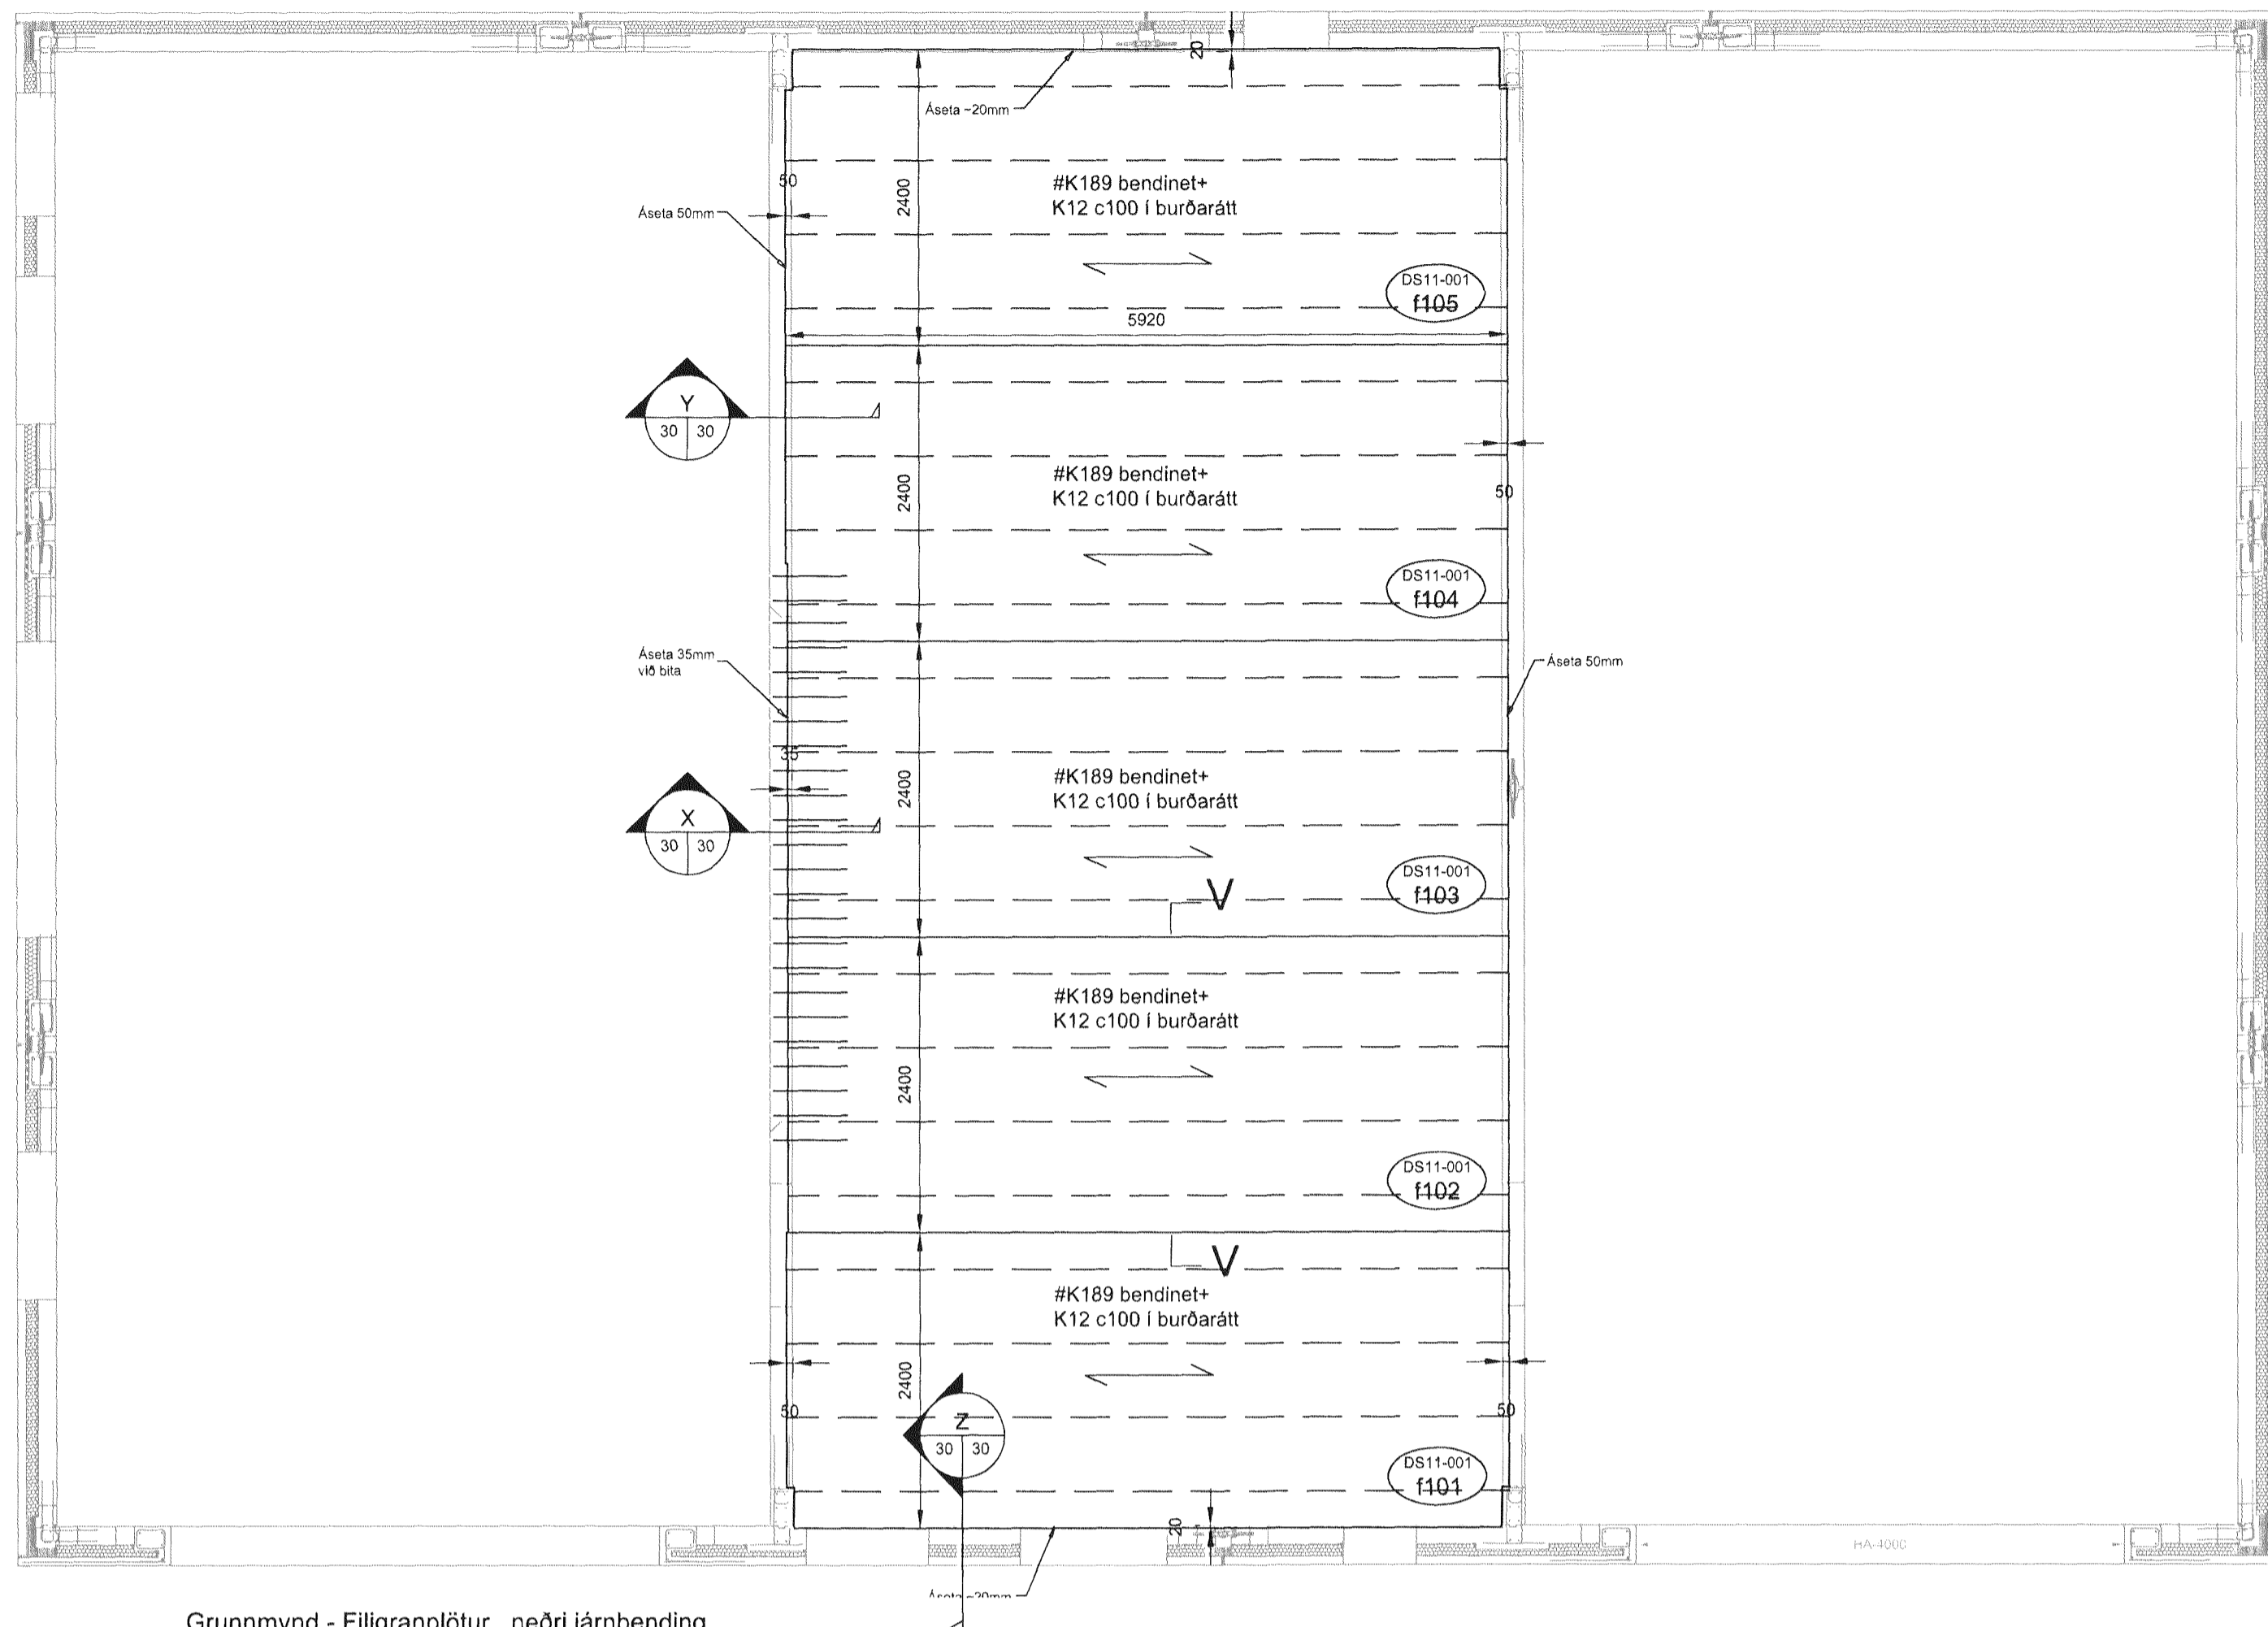 20
Áseta ~20mm
50
2400
#K189 bendinet+
K12 c100 í burðarátt
Áseta 50mm
DS11-001
f105
5920
Y
30 30
2400
#K189 bendinet+
K12 c100 í burðarátt
50
DS11-001
f104
Áseta 35mm
við bita
Áseta 50mm
35
2400
#K189 bendinet+
K12 c100 í burðarátt
X
30 30
DS11-001
f103
V
#K189 bendinet+
K12 c100 í burðarátt
2400
DS11-001
f102
V
#K189 bendinet+
K12 c100 í burðarátt
2400
50
Z
30 30
50
DS11-001
f101
20
HA-4000
Áseta ~20mm
Grunnmynd - Filigranplötur neðri járnbending